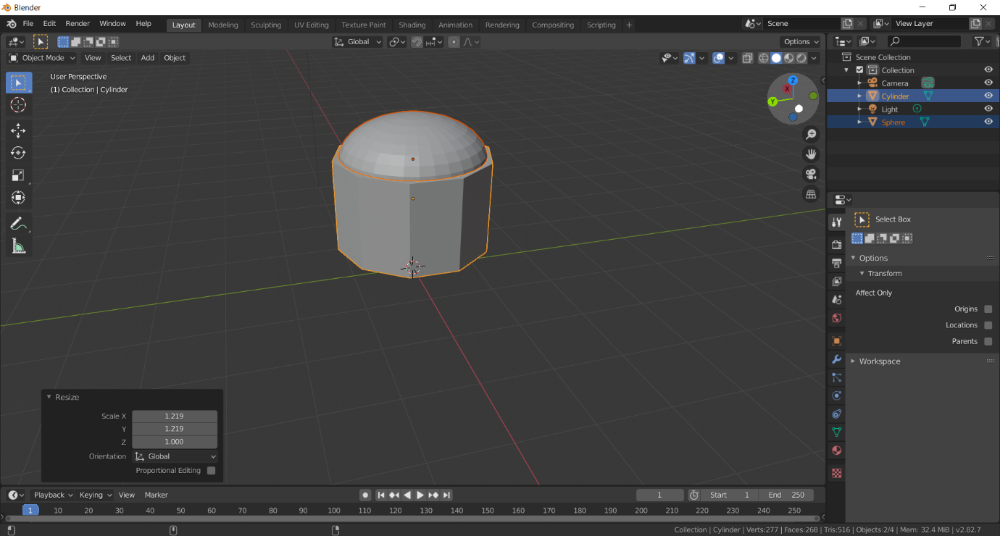 Blender
File Edit Render Window Help Layout Modeling Sculpting UV Editing Texture Paint Shading Animation Rendering Compositing Scripting + Scene View Layer
Global Options
Object Mode View Select Add Object
User Perspective
(1) Collection | Cylinder
Z
X
Y
Scene Collection
Collection
Camera
Cylinder
Light
Sphere
Select Box
Options
Transform
Affect Only
Origins
Locations
Parents
Workspace
Resize
Scale X 1.219
Y 1.219
Z 1.000
Orientation Global
Proportional Editing
Playback Keying View Marker 1 Start 1 End 250
1 10 20 30 40 50 60 70 80 90 100 110 120 130 140 150 160 170 180 190 200 210 220 230 240 250
Collection | Cylinder | Verts:277 | Faces:268 | Tris:516 | Objects:2/4 | Mem: 32.4 MiB | v2.82.7